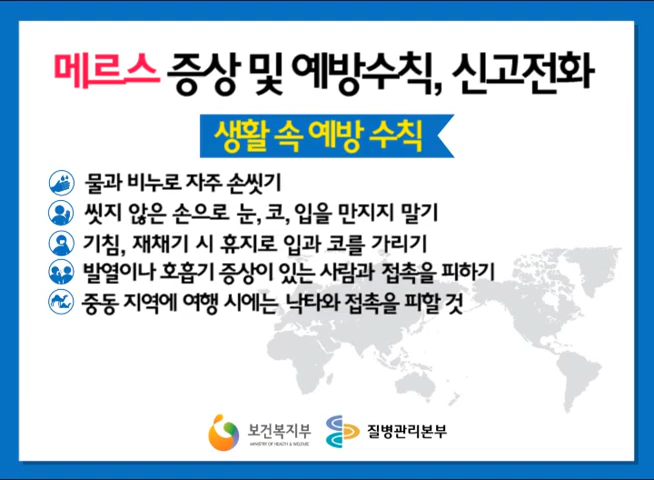 메르스 증상 및 예방수칙, 신고전화
생활 속 예방 수칙
물과 비누로 자주 손씻기
씻지 않은 손으로 눈, 코, 입을 만지지 말기
기침, 재채기 시 휴지로 입과 코를 가리기
발열이나 호흡기 증상이 있는 사람과 접촉을 피하기
중동 지역에 여행 시에는 낙타와 접촉을 피할 것
보건복지부
MINISTRY OF HEALTH & WELFARE
질병관리본부